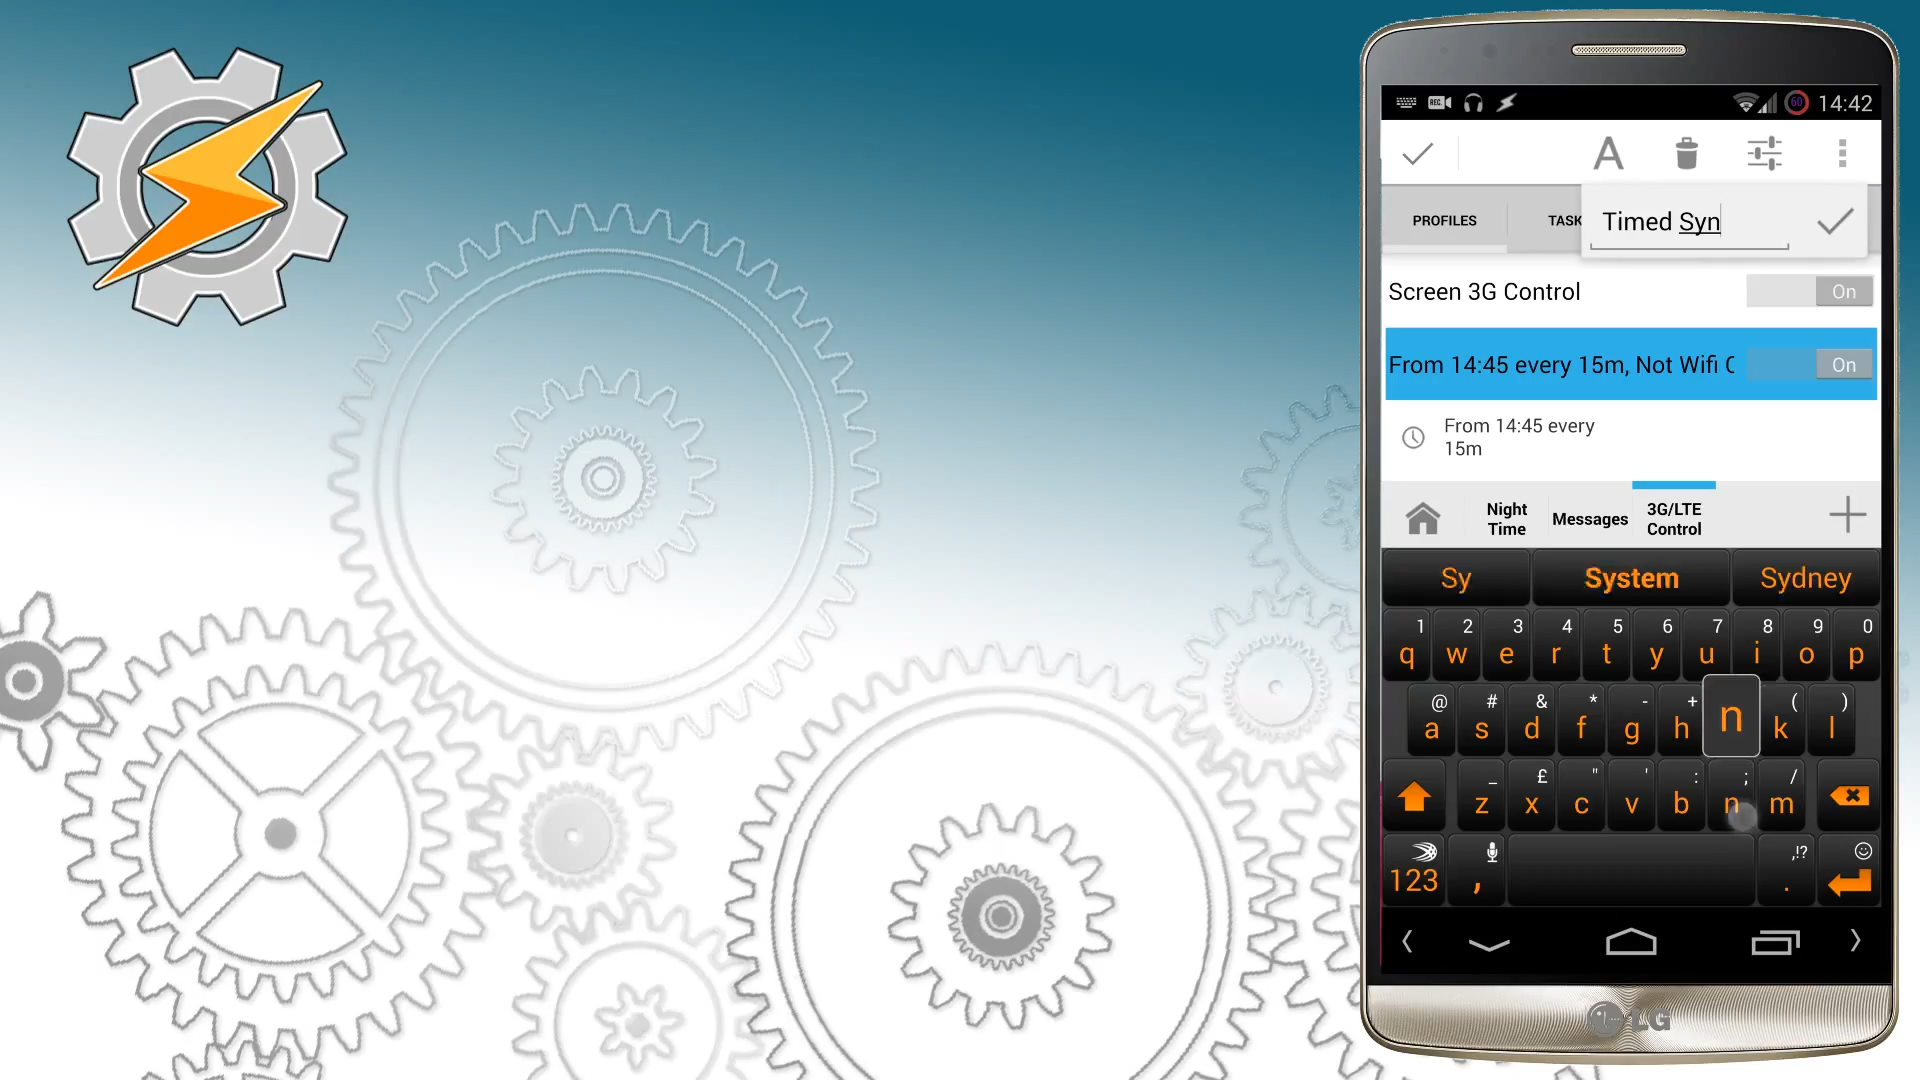 REC 60 14:42
A
PROFILES TASK Timed Syn
Screen 3G Control On
From 14:45 every 15m, Not Wifi C On
From 14:45 every
15m
Night
Time
Messages
3G/LTE
Control
Sy System Sydney
1 2 3 4 5 6 7 8 9 0
q w e r t y u i o p
@ # & * - + ( )
a s d f g h n k l
_ £ " ' : ; /
z x c v b n m
,!?
123 , .
LG